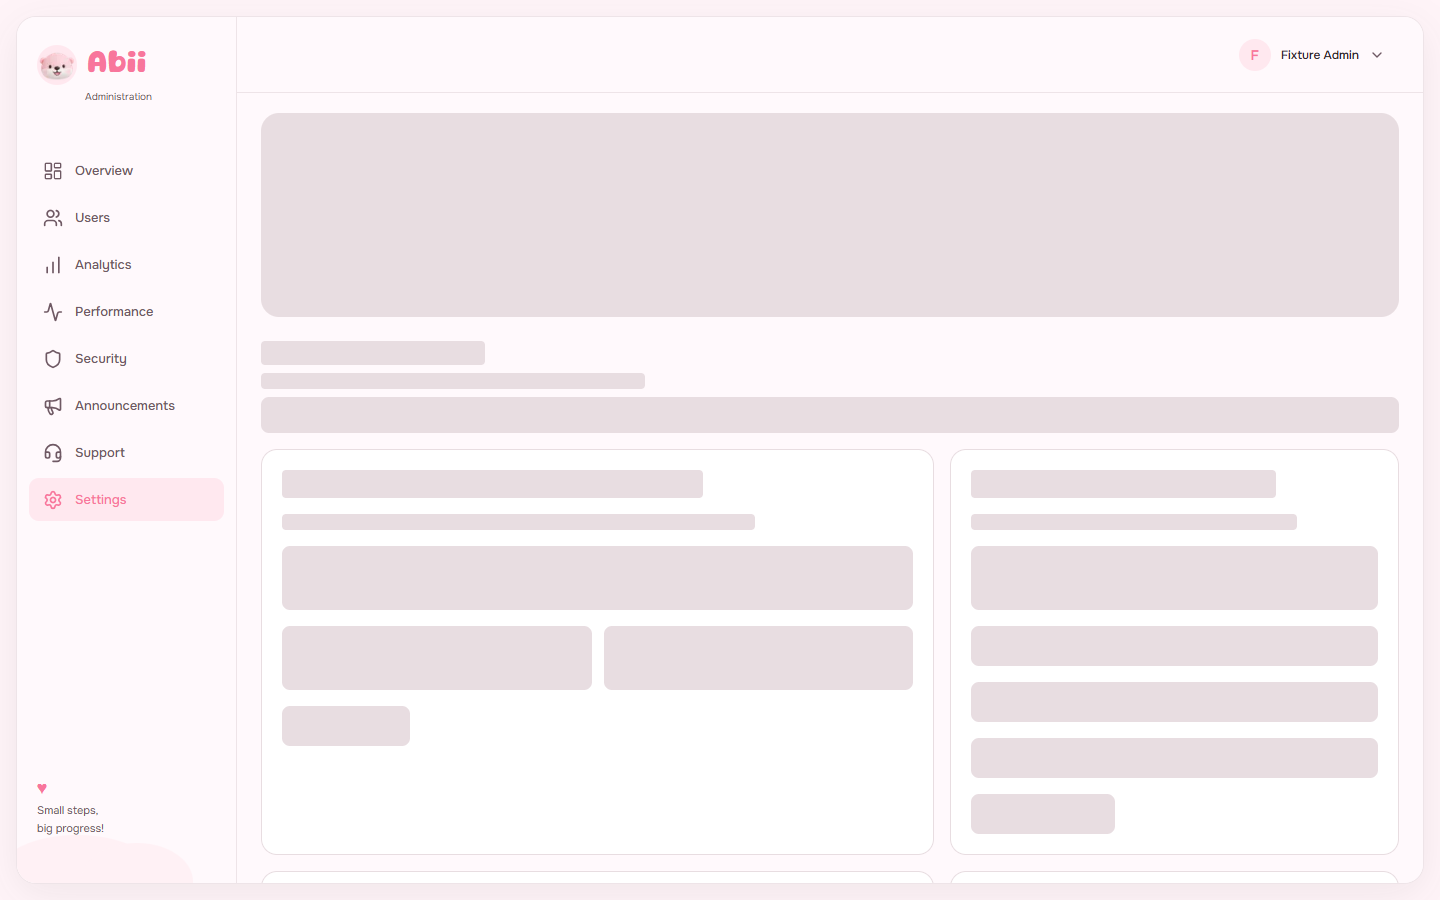 Abii
Administration
F
Fixture Admin
Overview
Users
Analytics
Performance
Security
Announcements
Support
Settings
♥
Small steps,
big progress!